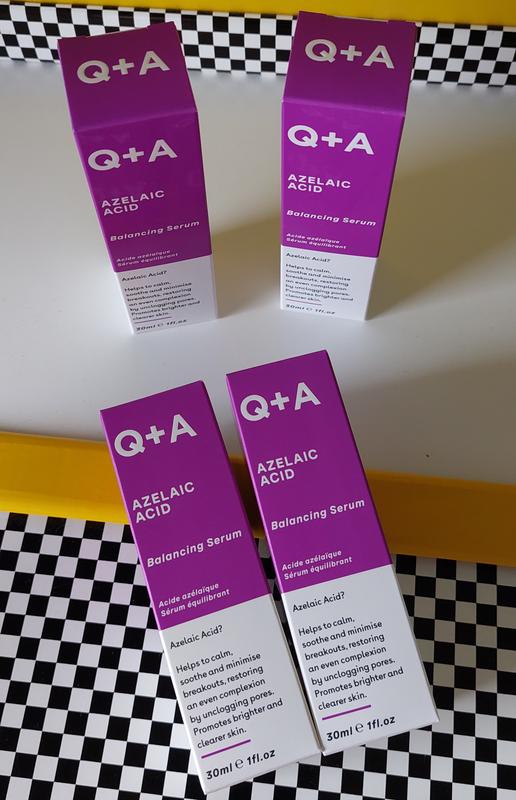 Q+A
Q+A
AZELAIC
ACID
Balancing Serum
Acide azélaïque
Sérum équilibrant
Azelaic Acid?
Helps to calm,
soothe and minimise
breakouts, restoring
an even complexion
by unclogging pores.
Promotes brighter and
clearer skin.
30ml ℮ 1fl.oz
Q+A
Q+A
AZELAIC
ACID
Balancing Serum
Acide azélaïque
Sérum équilibrant
Azelaic Acid?
Helps to calm,
soothe and minimise
breakouts, restoring
an even complexion
by unclogging pores.
Promotes brighter and
clearer skin.
30ml ℮ 1fl.oz
Q+A
AZELAIC
ACID
Balancing Serum
Acide azélaïque
Sérum équilibrant
Azelaic Acid?
Helps to calm,
soothe and minimise
breakouts, restoring
an even complexion
by unclogging pores.
Promotes brighter and
clearer skin.
30ml ℮ 1fl.oz
Q+A
AZELAIC
ACID
Balancing Serum
Acide azélaïque
Sérum équilibrant
Azelaic Acid?
Helps to calm,
soothe and minimise
breakouts, restoring
an even complexion
by unclogging pores.
Promotes brighter and
clearer skin.
30ml ℮ 1fl.oz